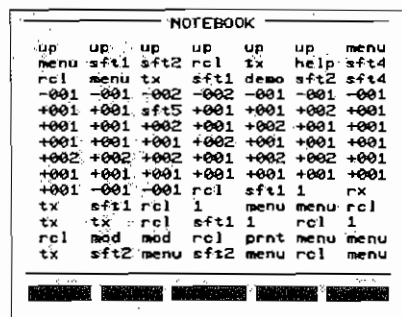 NOTEBOOK
up up up up up up menu
menu sft1 sft2 rcl tx help sft4
rcl menu tx sft1 demo sft2 sft4
-001 -001 -002 -002 -001 -001 -001
+001 +001 sft5 +001 +001 +002 +001
+001 +001 +002 +001 +002 +001 +001
+001 +001 +001 +002 +001 +001 +001
+002 +002 +002 +001 +002 +002 +001
+001 +001 +001 +001 +001 +001 +001
+001 -001 -001 rcl sft1 1 rx
tx sft1 rcl 1 menu menu rcl
tx tx rcl sft1 1 rcl 1
rcl mod mod rcl prnt menu menu
tx sft2 menu sft2 menu rcl menu